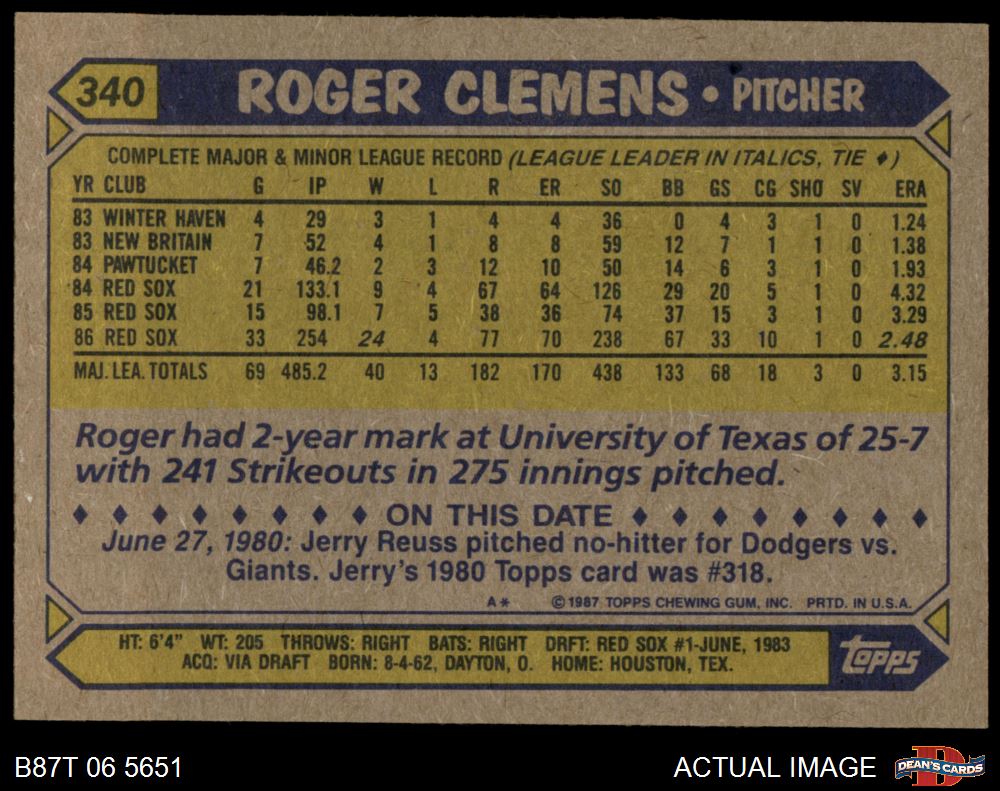 340 ROGER CLEMENS • PITCHER
COMPLETE MAJOR & MINOR LEAGUE RECORD (LEAGUE LEADER IN ITALICS, TIE ♦)
YR CLUB G IP W L R ER SO BB GS CG SHO SV ERA
83 WINTER HAVEN 4 29 3 1 4 4 36 0 4 3 1 0 1.24
83 NEW BRITAIN 7 52 4 1 8 8 59 12 7 1 1 0 1.38
84 PAWTUCKET 7 46.2 2 3 12 10 50 14 6 3 1 0 1.93
84 RED SOX 21 133.1 9 4 67 64 126 29 20 5 1 0 4.32
85 RED SOX 15 98.1 7 5 38 36 74 37 15 3 1 0 3.29
86 RED SOX 33 254 24 4 77 70 238 67 33 10 1 0 2.48
MAJ. LEA. TOTALS 69 485.2 40 13 182 170 438 133 68 18 3 0 3.15
Roger had 2-year mark at University of Texas of 25-7
with 241 Strikeouts in 275 innings pitched.
♦ ♦ ♦ ♦ ♦ ♦ ♦ ♦ ON THIS DATE ♦ ♦ ♦ ♦ ♦ ♦ ♦ ♦
June 27, 1980: Jerry Reuss pitched no-hitter for Dodgers vs.
Giants. Jerry's 1980 Topps card was #318.
A* © 1987 TOPPS CHEWING GUM, INC. PRTD. IN U.S.A.
HT: 6'4" WT: 205 THROWS: RIGHT BATS: RIGHT DRFT: RED SOX #1-JUNE, 1983
ACQ: VIA DRAFT BORN: 8-4-62, DAYTON, O. HOME: HOUSTON, TEX.
topps
B87T 06 5651 ACTUAL IMAGE D DEAN'S CARDS